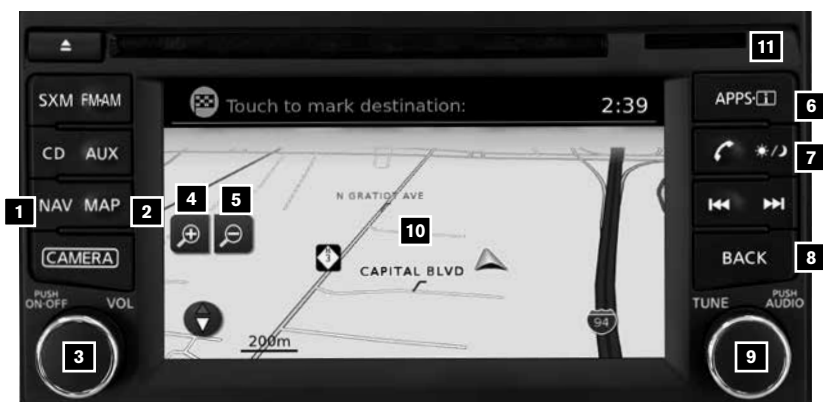 11
SXM FM·AM
Touch to mark destination:
2:39
APPS·i
6
CD AUX
7
4
5
N GRATIOT AVE
1
NAV MAP
2
10
M
3
CAMERA
CAPITAL BLVD
BACK
8
PUSH
ON·OFF
VOL
TUNE
PUSH
AUDIO
94
3
200m
9